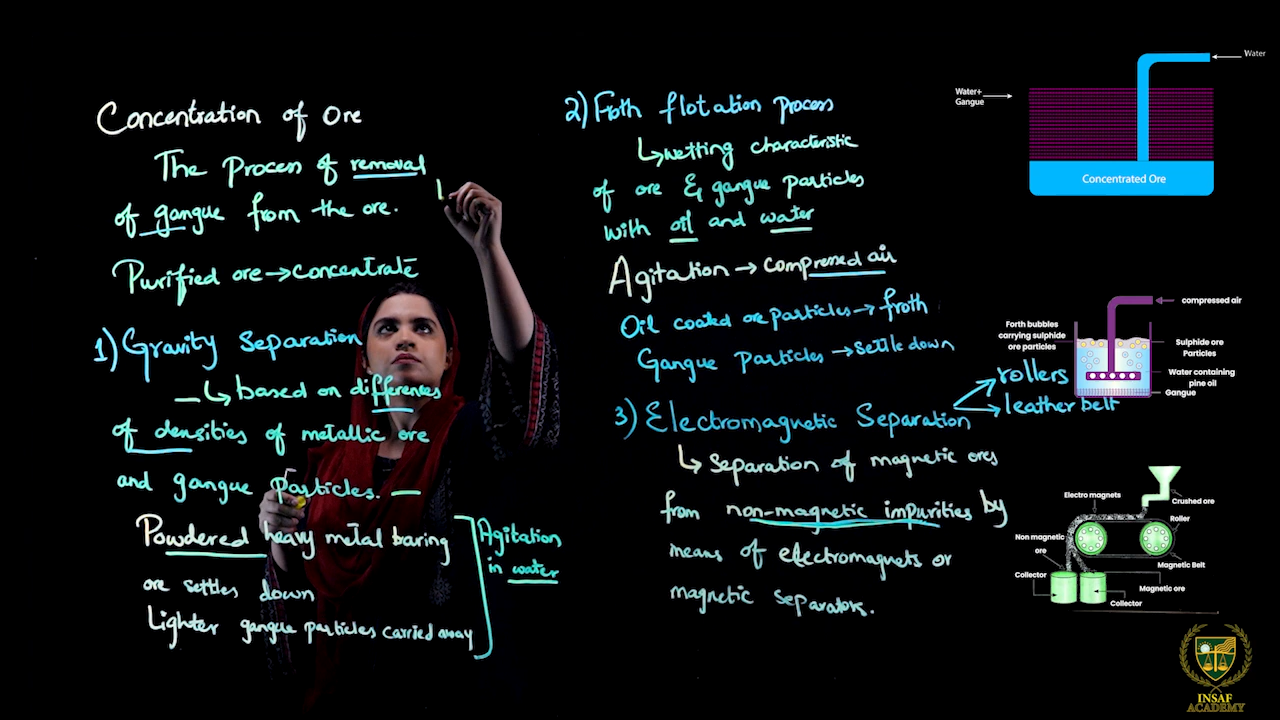 Concentration of Ore
The Process of removal
of gangue from the ore.
Purified ore → concentrate
1) Gravity Separation
↳ based on differences
of densities of metallic ore
and gangue particles.
Powdered heavy metal baring
ore settles down
Lighter gangue particles carried away
Agitation
in water
2) Froth flotation process
↳ wetting characteristic
of ore & gangue particles
with oil and water
Agitation → compressed air
Oil coated ore particles → froth
Gangue Particles → settle down
3) Electromagnetic Separation
rollers
leather belt
↳ Separation of magnetic ores
from non-magnetic impurities by
means of electromagnets or
magnetic separators.
Water
Water+
Gangue
Concentrated Ore
compressed air
Forth bubbles
carrying sulphide
ore particles
Sulphide ore
Particles
Water containing
pine oil
Gangue
Electro magnets
Crushed ore
Roller
Non magnetic
ore
Magnetic Belt
Collector
Magnetic ore
Collector
INSAF
ACADEMY